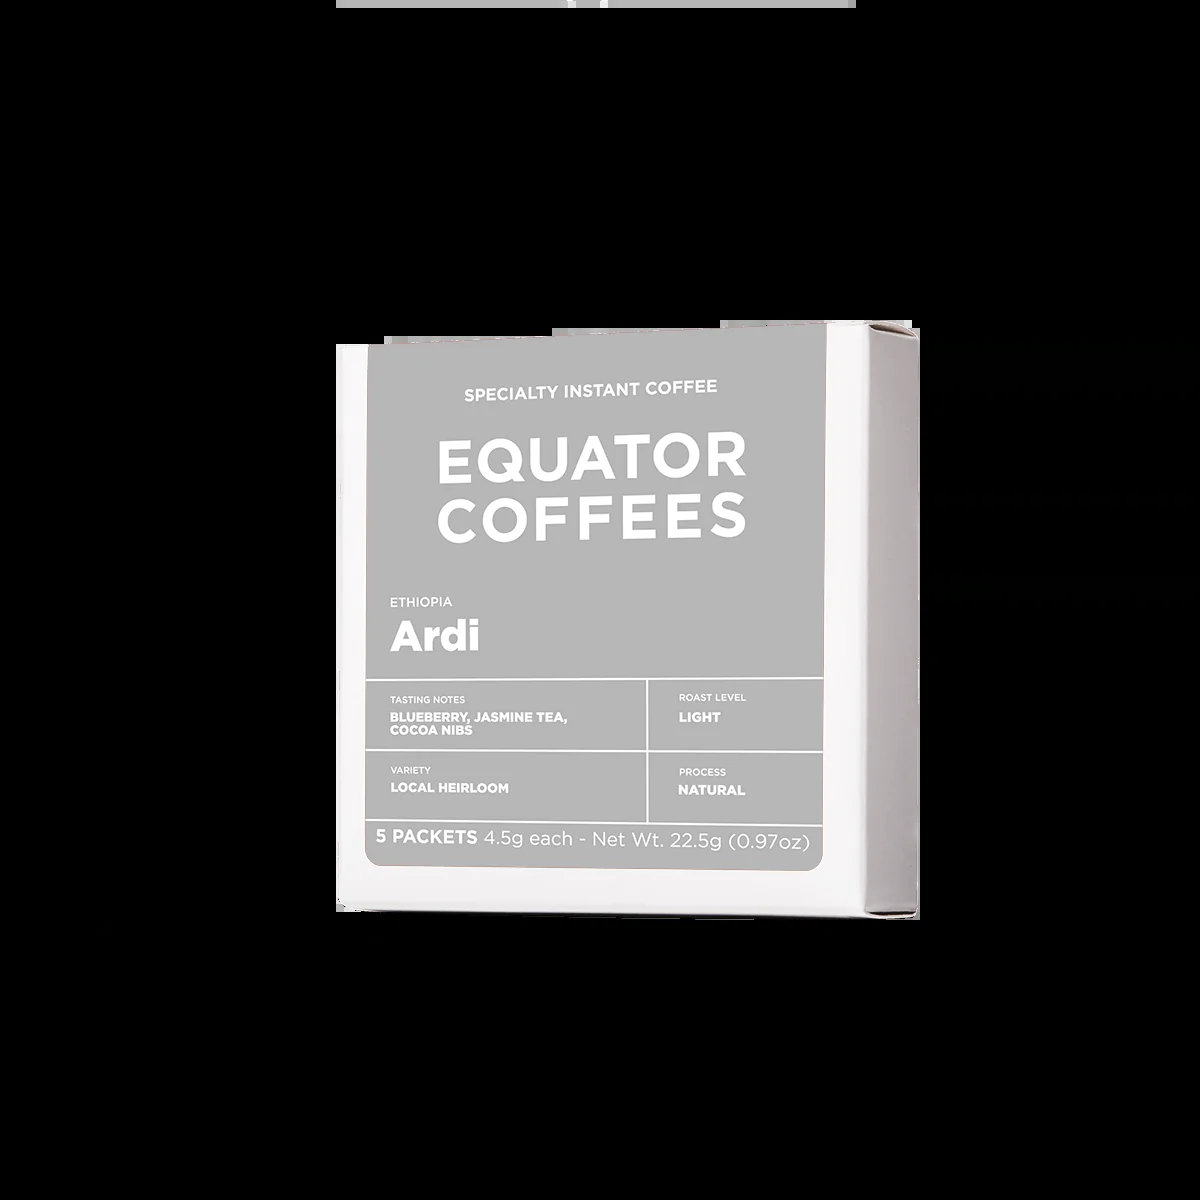 SPECIALTY INSTANT COFFEE
EQUATOR
COFFEES
ETHIOPIA
Ardi
TASTING NOTES
BLUEBERRY, JASMINE TEA,
COCOA NIBS
ROAST LEVEL
LIGHT
VARIETY
LOCAL HEIRLOOM
PROCESS
NATURAL
5 PACKETS 4.5g each - Net Wt. 22.5g (0.97oz)